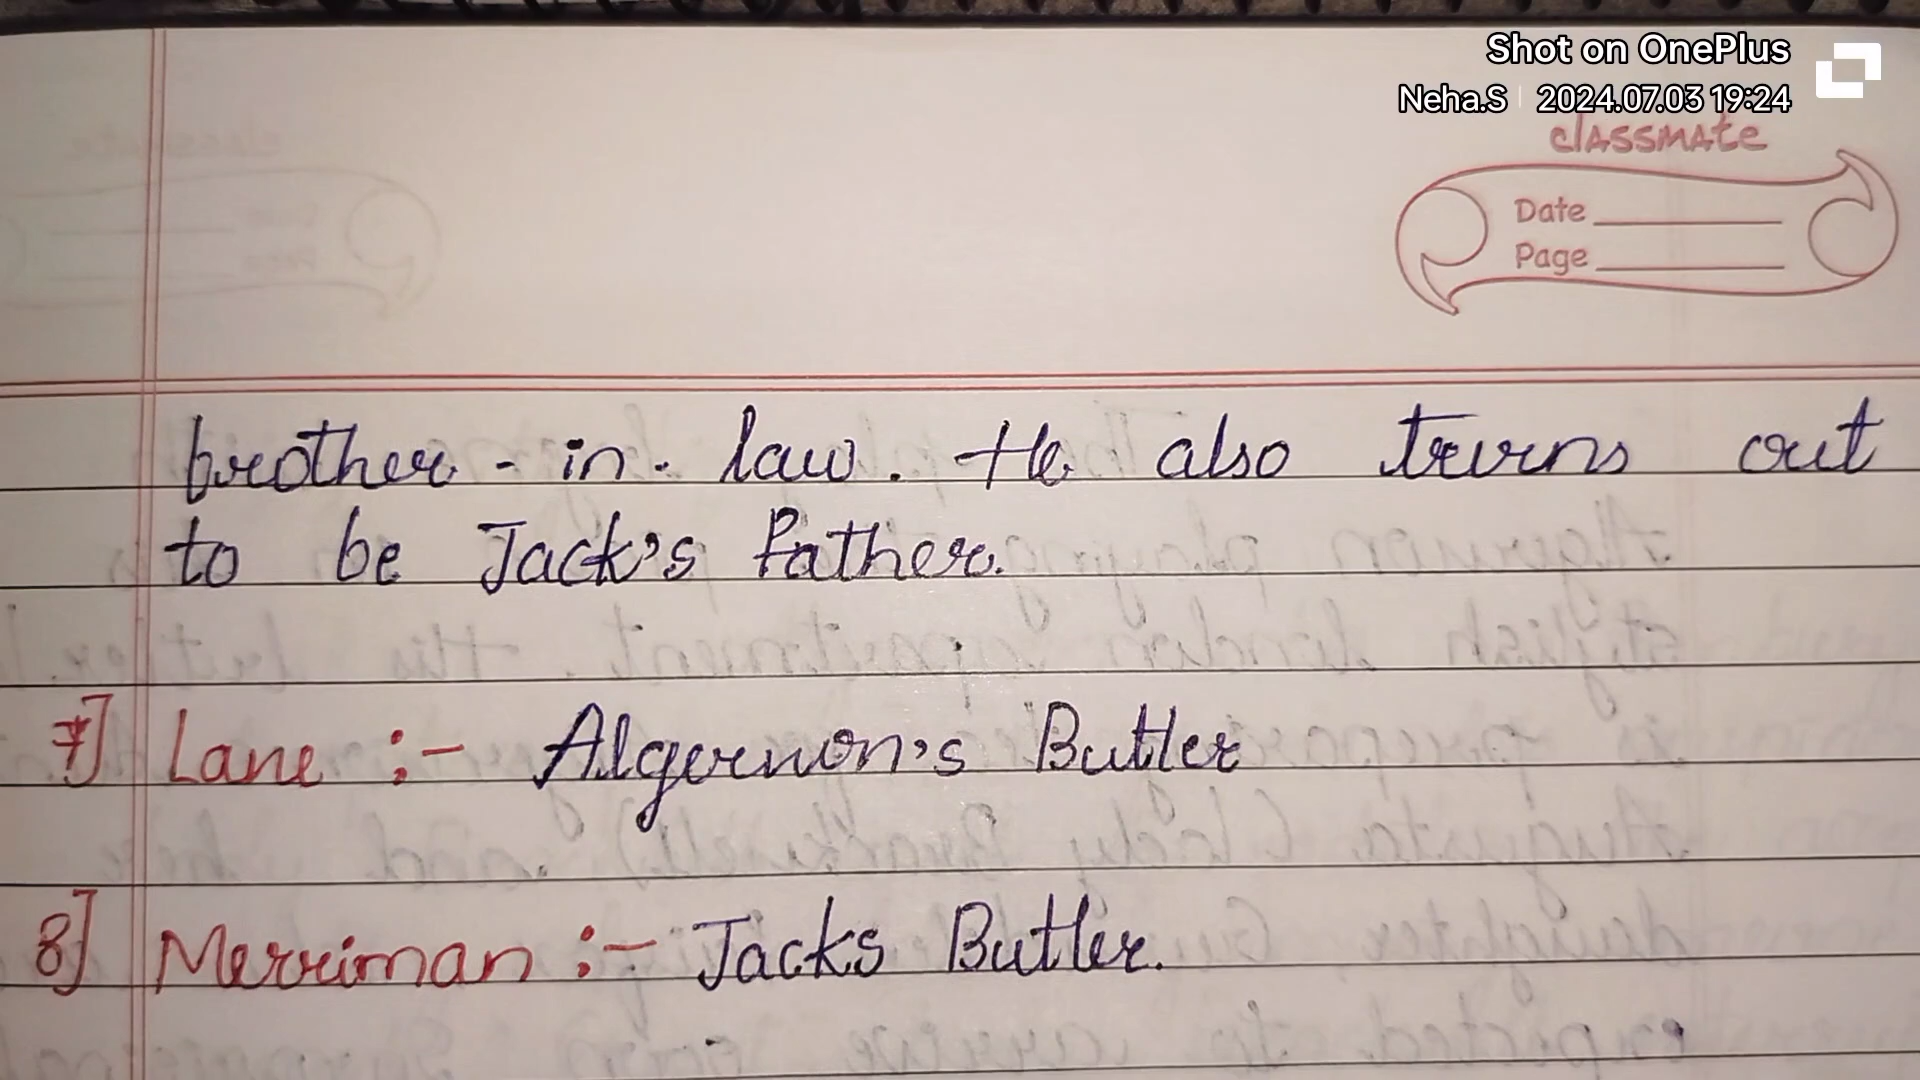 Shot on OnePlus
Neha.S | 2024.07.03 19:24
classmate
Date
Page
brother - in - law. He also turns out
to be Jack's Father.
7] Lane :- Algernon's Butler
8] Merriman :- Jacks Butler.